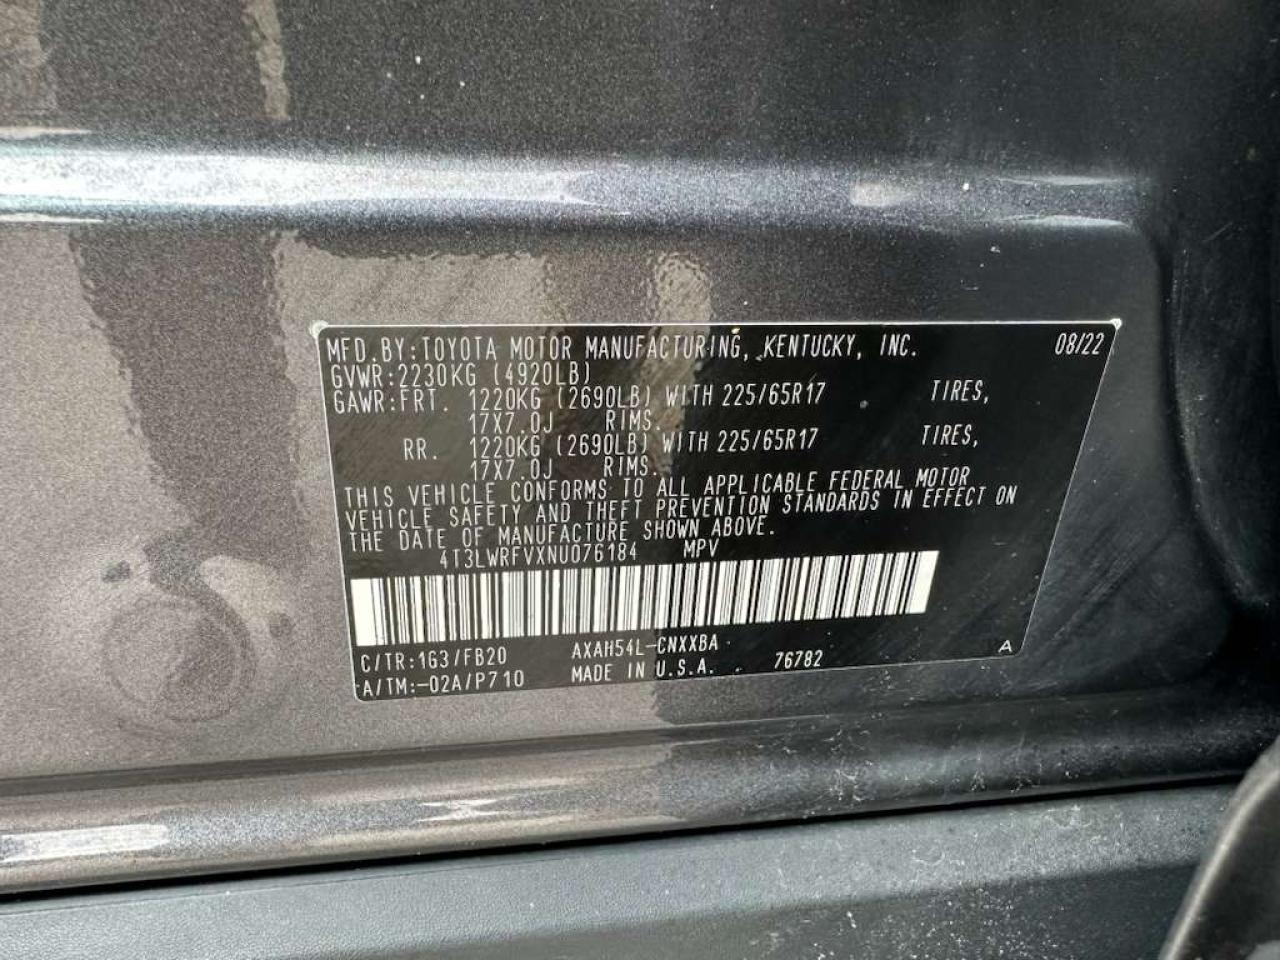 MFD.BY:TOYOTA MOTOR MANUFACTURING, KENTUCKY, INC. 08/22
GVWR:2230KG (4920LB)
GAWR:FRT. 1220KG (2690LB) WITH 225/65R17 TIRES,
17X7.0J RIMS.
RR. 1220KG (2690LB) WITH 225/65R17 TIRES,
17X7.0J RIMS.
THIS VEHICLE CONFORMS TO ALL APPLICABLE FEDERAL MOTOR
VEHICLE SAFETY AND THEFT PREVENTION STANDARDS IN EFFECT ON
THE DATE OF MANUFACTURE SHOWN ABOVE.
4T3LWRFVXNU076184 MPV
C/TR:163/FB20 AXAH54L-CNXXBA A
A/TM:-02A/P710 MADE IN U.S.A. 76782